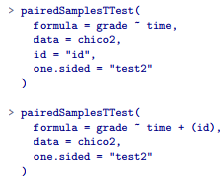 > pairedSamplesTTest(
formula = grade ~ time,
data = chico2,
id = "id",
one.sided = "test2"
)
> pairedSamplesTTest(
formula = grade ~ time + (id),
data = chico2,
one.sided = "test2"
)